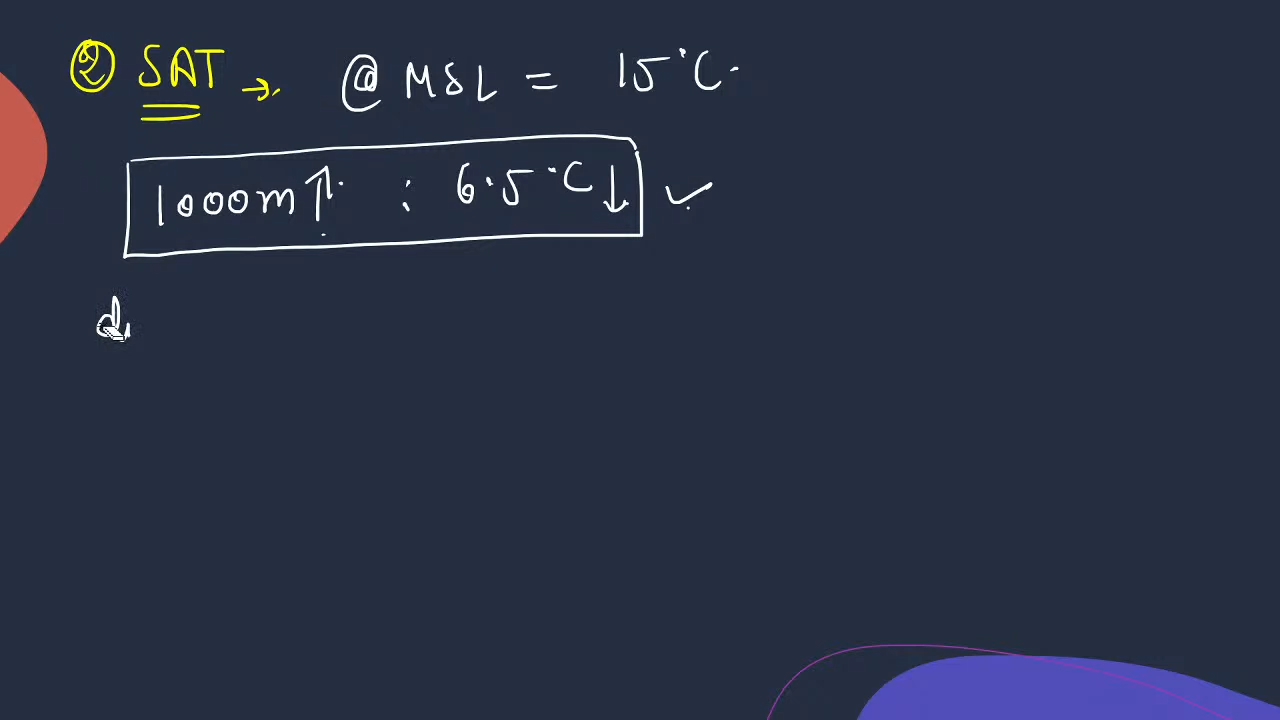 ② SAT → @ MSL = 15°C.
1000m↑ : 6.5°C↓ ✓
d